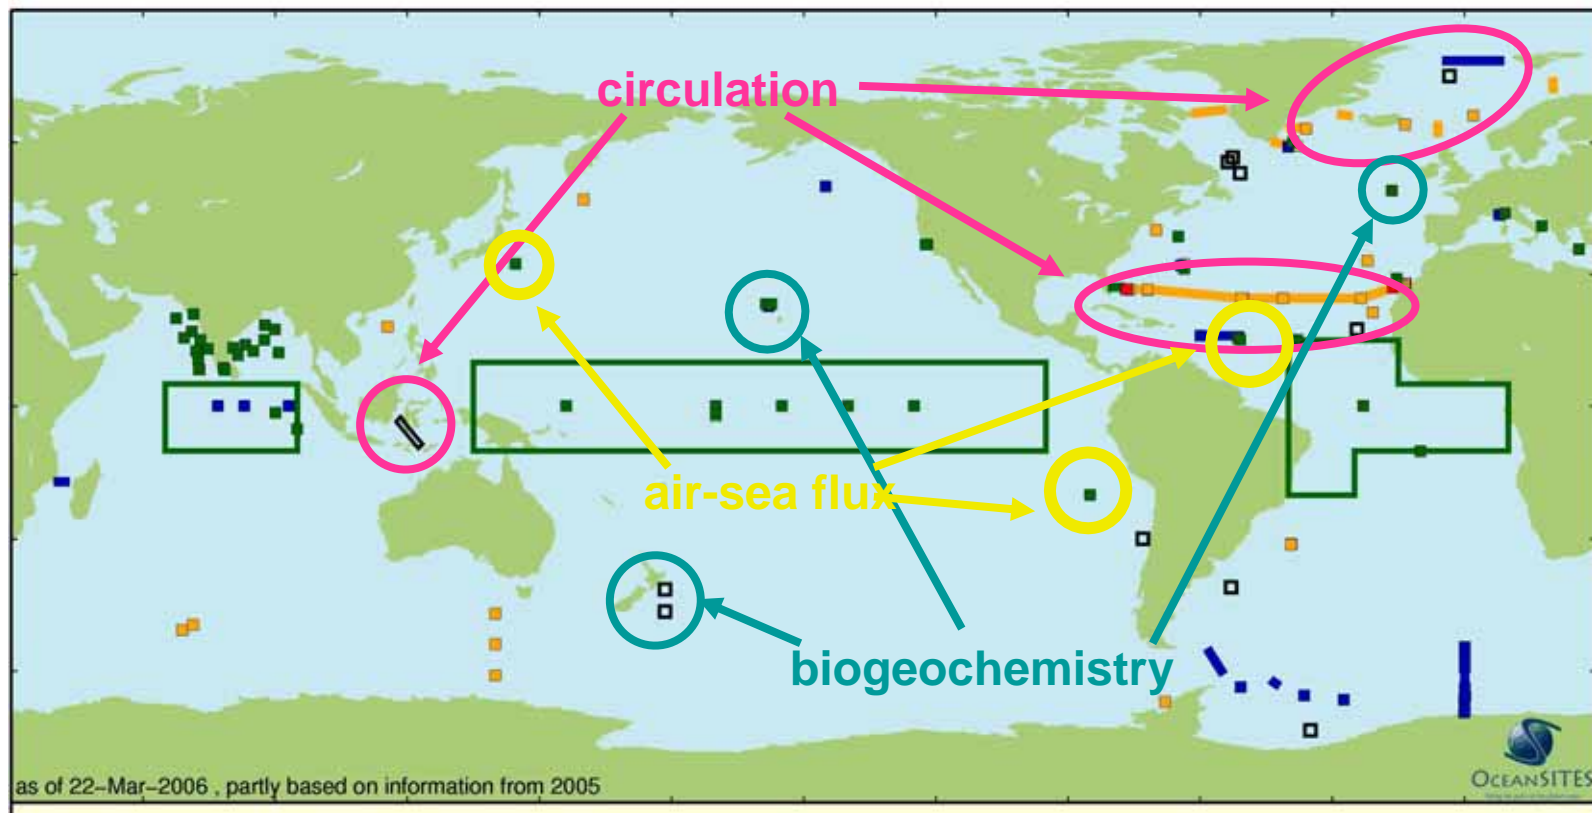 circulation
air-sea flux
biogeochemistry
as of 22-Mar-2006 , partly based on information from 2005
OCEANSITES